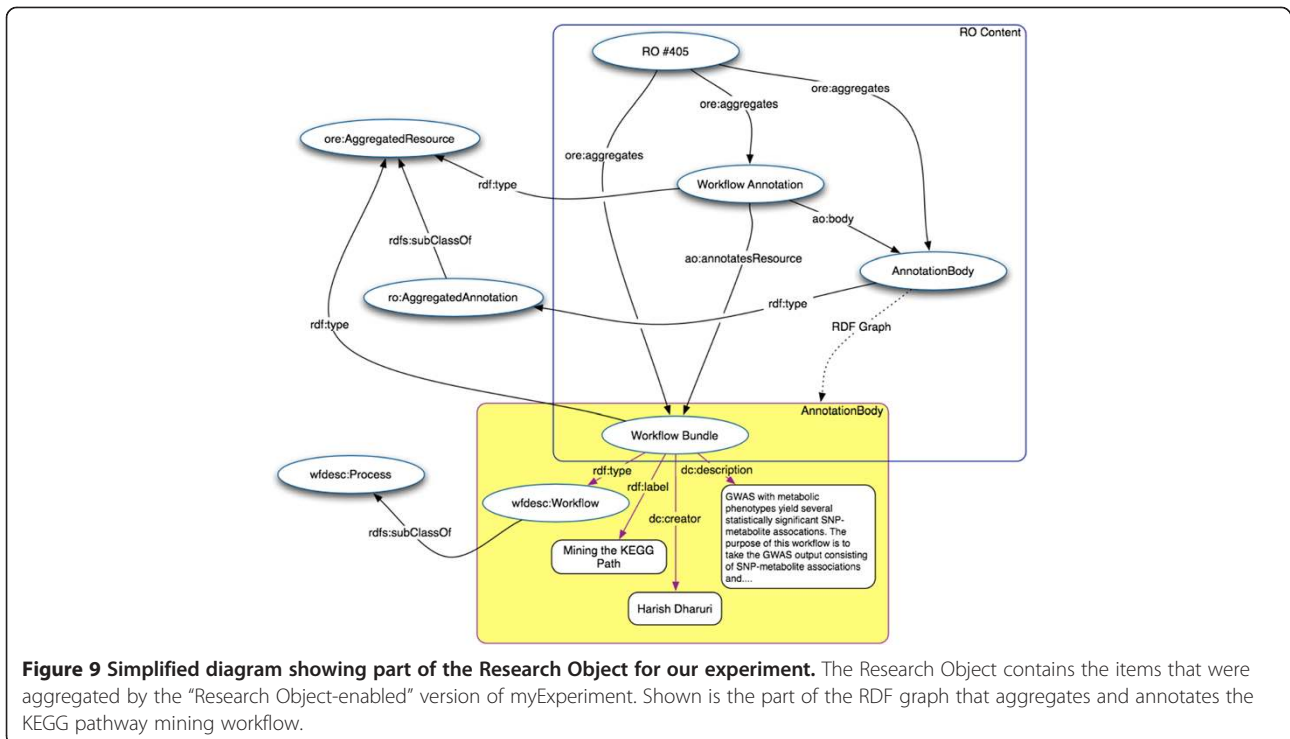 RO Content
RO #405
ore:aggregates
ore:aggregates
ore:AggregatedResource
ore:aggregates
rdf:type
Workflow Annotation
ao:body
rdfs:subClassOf
ao:annotatesResource
AnnotationBody
ro:AggregatedAnnotation
rdf:type
rdf:type
RDF Graph
AnnotationBody
Workflow Bundle
wfdesc:Process
rdf:type
dc:description
rdf:label
wfdesc:Workflow
GWAS with metabolic
phenotypes yield several
statistically significant SNP-
metabolite assocations. The
purpose of this workflow is to
take the GWAS output consisting
of SNP-metabolite associations
and....
dc:creator
rdfs:subClassOf
Mining the KEGG
Path
Harish Dharuri
Figure 9 Simplified diagram showing part of the Research Object for our experiment. The Research Object contains the items that were
aggregated by the “Research Object-enabled” version of myExperiment. Shown is the part of the RDF graph that aggregates and annotates the
KEGG pathway mining workflow.